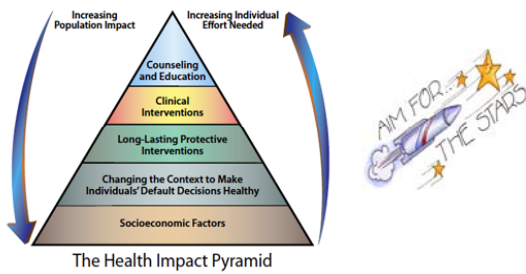 Increasing
Population Impact
Increasing Individual
Effort Needed
Counseling
and Education
Clinical
Interventions
Long-Lasting Protective
Interventions
Changing the Context to Make
Individuals' Default Decisions Healthy
Socioeconomic Factors
The Health Impact Pyramid
AIM FOR...
THE STARS